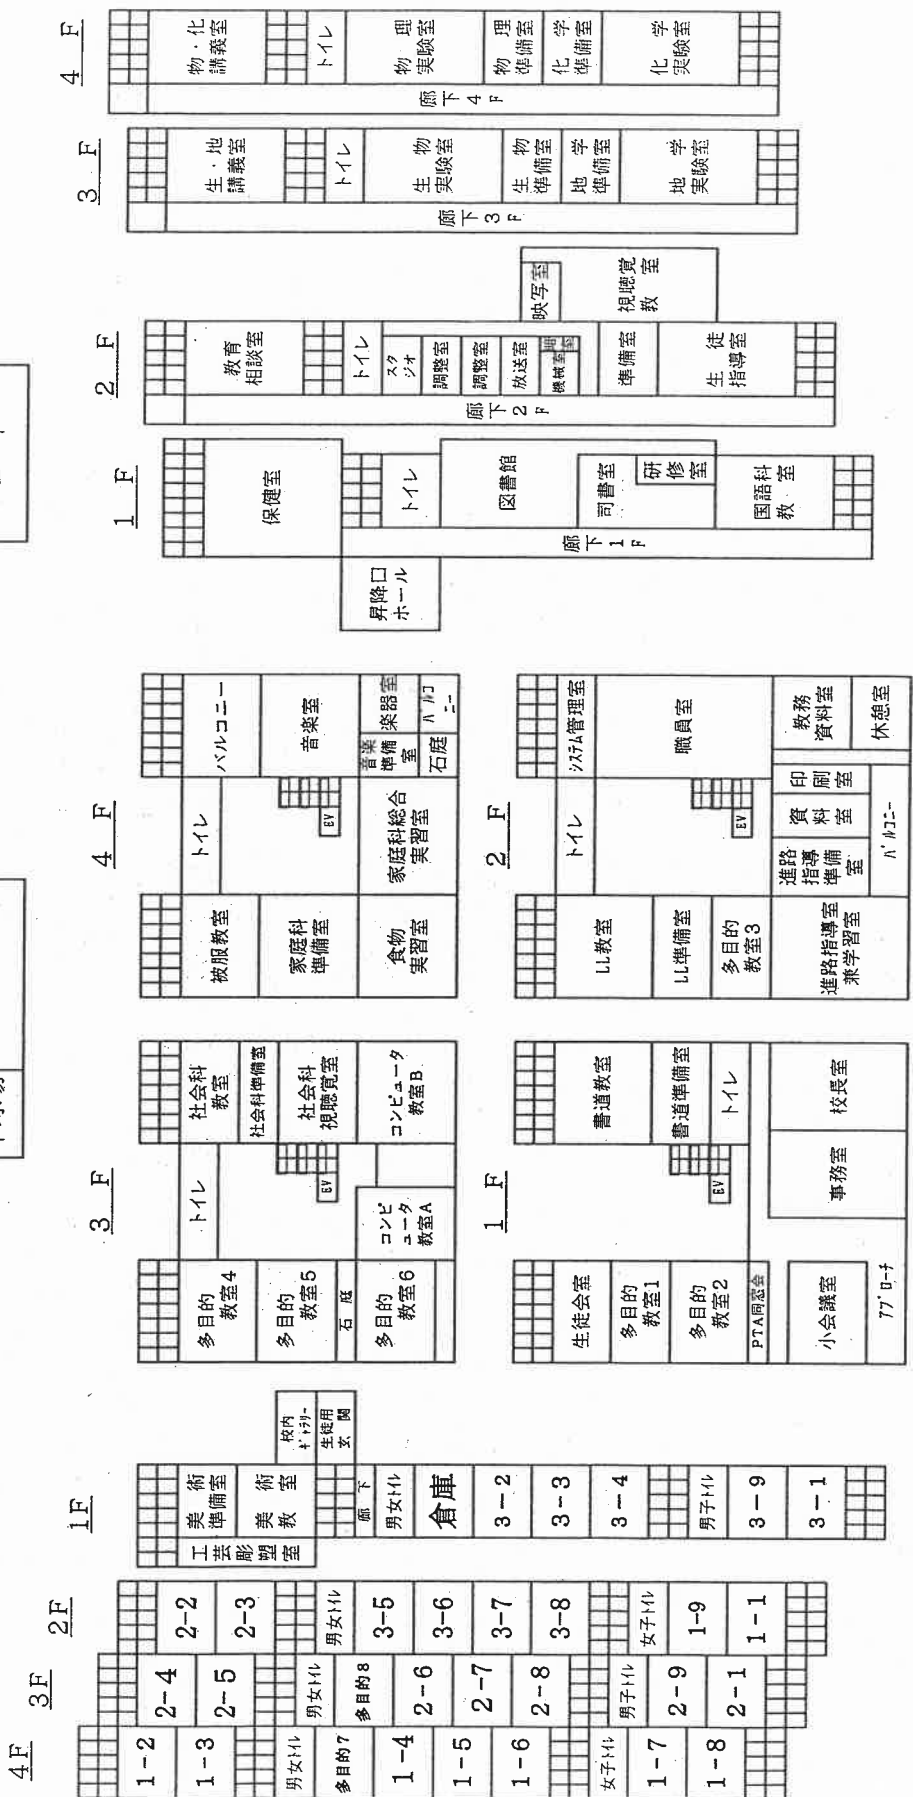 4 F
物・化
講義室
トイレ
物 理
実験室
物 理
準備室
化 学
準備室
化 学
実験室
廊下4F
3 F
生・地
講義室
トイレ
生 物
実験室
生 物
準備室
地 学
準備室
地 学
実験室
廊下3F
2 F
教育
相談室
トイレ
スタ
ジオ
調整室
調整室
放送室
機械室
準備室
生 徒
指導室
映写室
視聴覚
教 室
廊下2F
1 F
保健室
トイレ
図書館
司書室
研修室
国語科
教 室
廊下1F
昇降口
ホール
4 F
バルコニー
音楽室
音楽
準備
室
楽器室
石庭
バルコ
ニー
トイレ
EV
家庭科総合
実習室
被服教室
家庭科
準備室
食物
実習室
2 F
システム管理室
職員室
教務
資料室
休憩室
トイレ
EV
印刷室
資料室
進路
指導
準備
室
バルコニー
LL教室
LL準備室
多目的
教室3
進路指導室
兼学習室
3 F
社会科
教室
社会科準備室
社会科
視聴覚室
コンピュータ
教室B
トイレ
EV
コンピ
ュータ
教室A
多目的
教室4
多目的
教室5
石 庭
多目的
教室6
1 F
書道教室
書道準備室
トイレ
校長室
EV
事務室
生徒会室
多目的
教室1
多目的
教室2
PTA同窓会
小会議室
アプローチ
1F
校内
ギャラリー
生徒用
玄 関
美 術
準備室
美 術
教 室
工芸彫塑室
廊 下
男女トイレ
倉庫
3-2
3-3
3-4
男子トイレ
3-9
3-1
2F
2-2
2-3
男女トイレ
3-5
3-6
3-7
3-8
女子トイレ
1-9
1-1
3F
2-4
2-5
男女トイレ
多目的8
2-6
2-7
2-8
男子トイレ
2-9
2-1
4F
1-2
1-3
男女トイレ
多目的7
1-4
1-5
1-6
女子トイレ
1-7
1-8